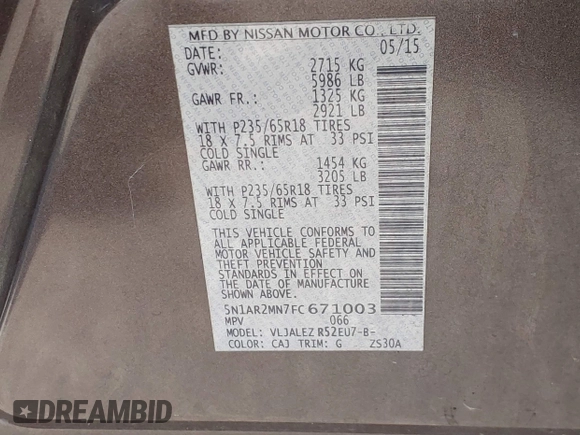 MFD BY NISSAN MOTOR CO., LTD.
DATE: 05/15
GVWR: 2715 KG
5986 LB
GAWR FR.: 1325 KG
2921 LB
WITH P235/65R18 TIRES
18 X 7.5 RIMS AT 33 PSI
COLD SINGLE
GAWR RR.: 1454 KG
3205 LB
WITH P235/65R18 TIRES
18 X 7.5 RIMS AT 33 PSI
COLD SINGLE
THIS VEHICLE CONFORMS TO
ALL APPLICABLE FEDERAL
MOTOR VEHICLE SAFETY AND
THEFT PREVENTION
STANDARDS IN EFFECT ON
THE DATE OF MANUFACTURE
SHOWN ABOVE.
5N1AR2MN7FC671003
MPV 066
MODEL: VLJALEZ R52EU7-B-
COLOR: CAJ TRIM: G ZS30A
DREAMBID